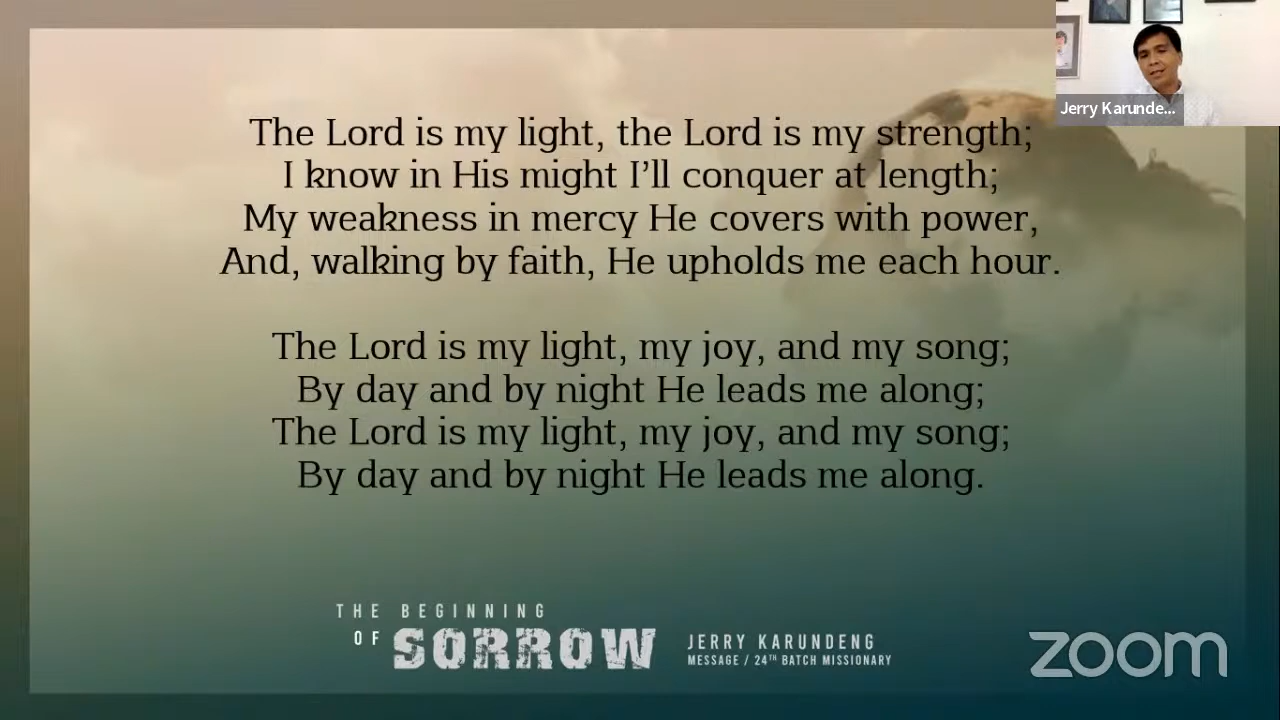 Jerry Karunde...
The Lord is my light, the Lord is my strength;
I know in His might I’ll conquer at length;
My weakness in mercy He covers with power,
And, walking by faith, He upholds me each hour.
The Lord is my light, my joy, and my song;
By day and by night He leads me along;
The Lord is my light, my joy, and my song;
By day and by night He leads me along.
THE BEGINNING
OF SORROW
JERRY KARUNDENG
MESSAGE / 24TH BATCH MISSIONARY
zoom